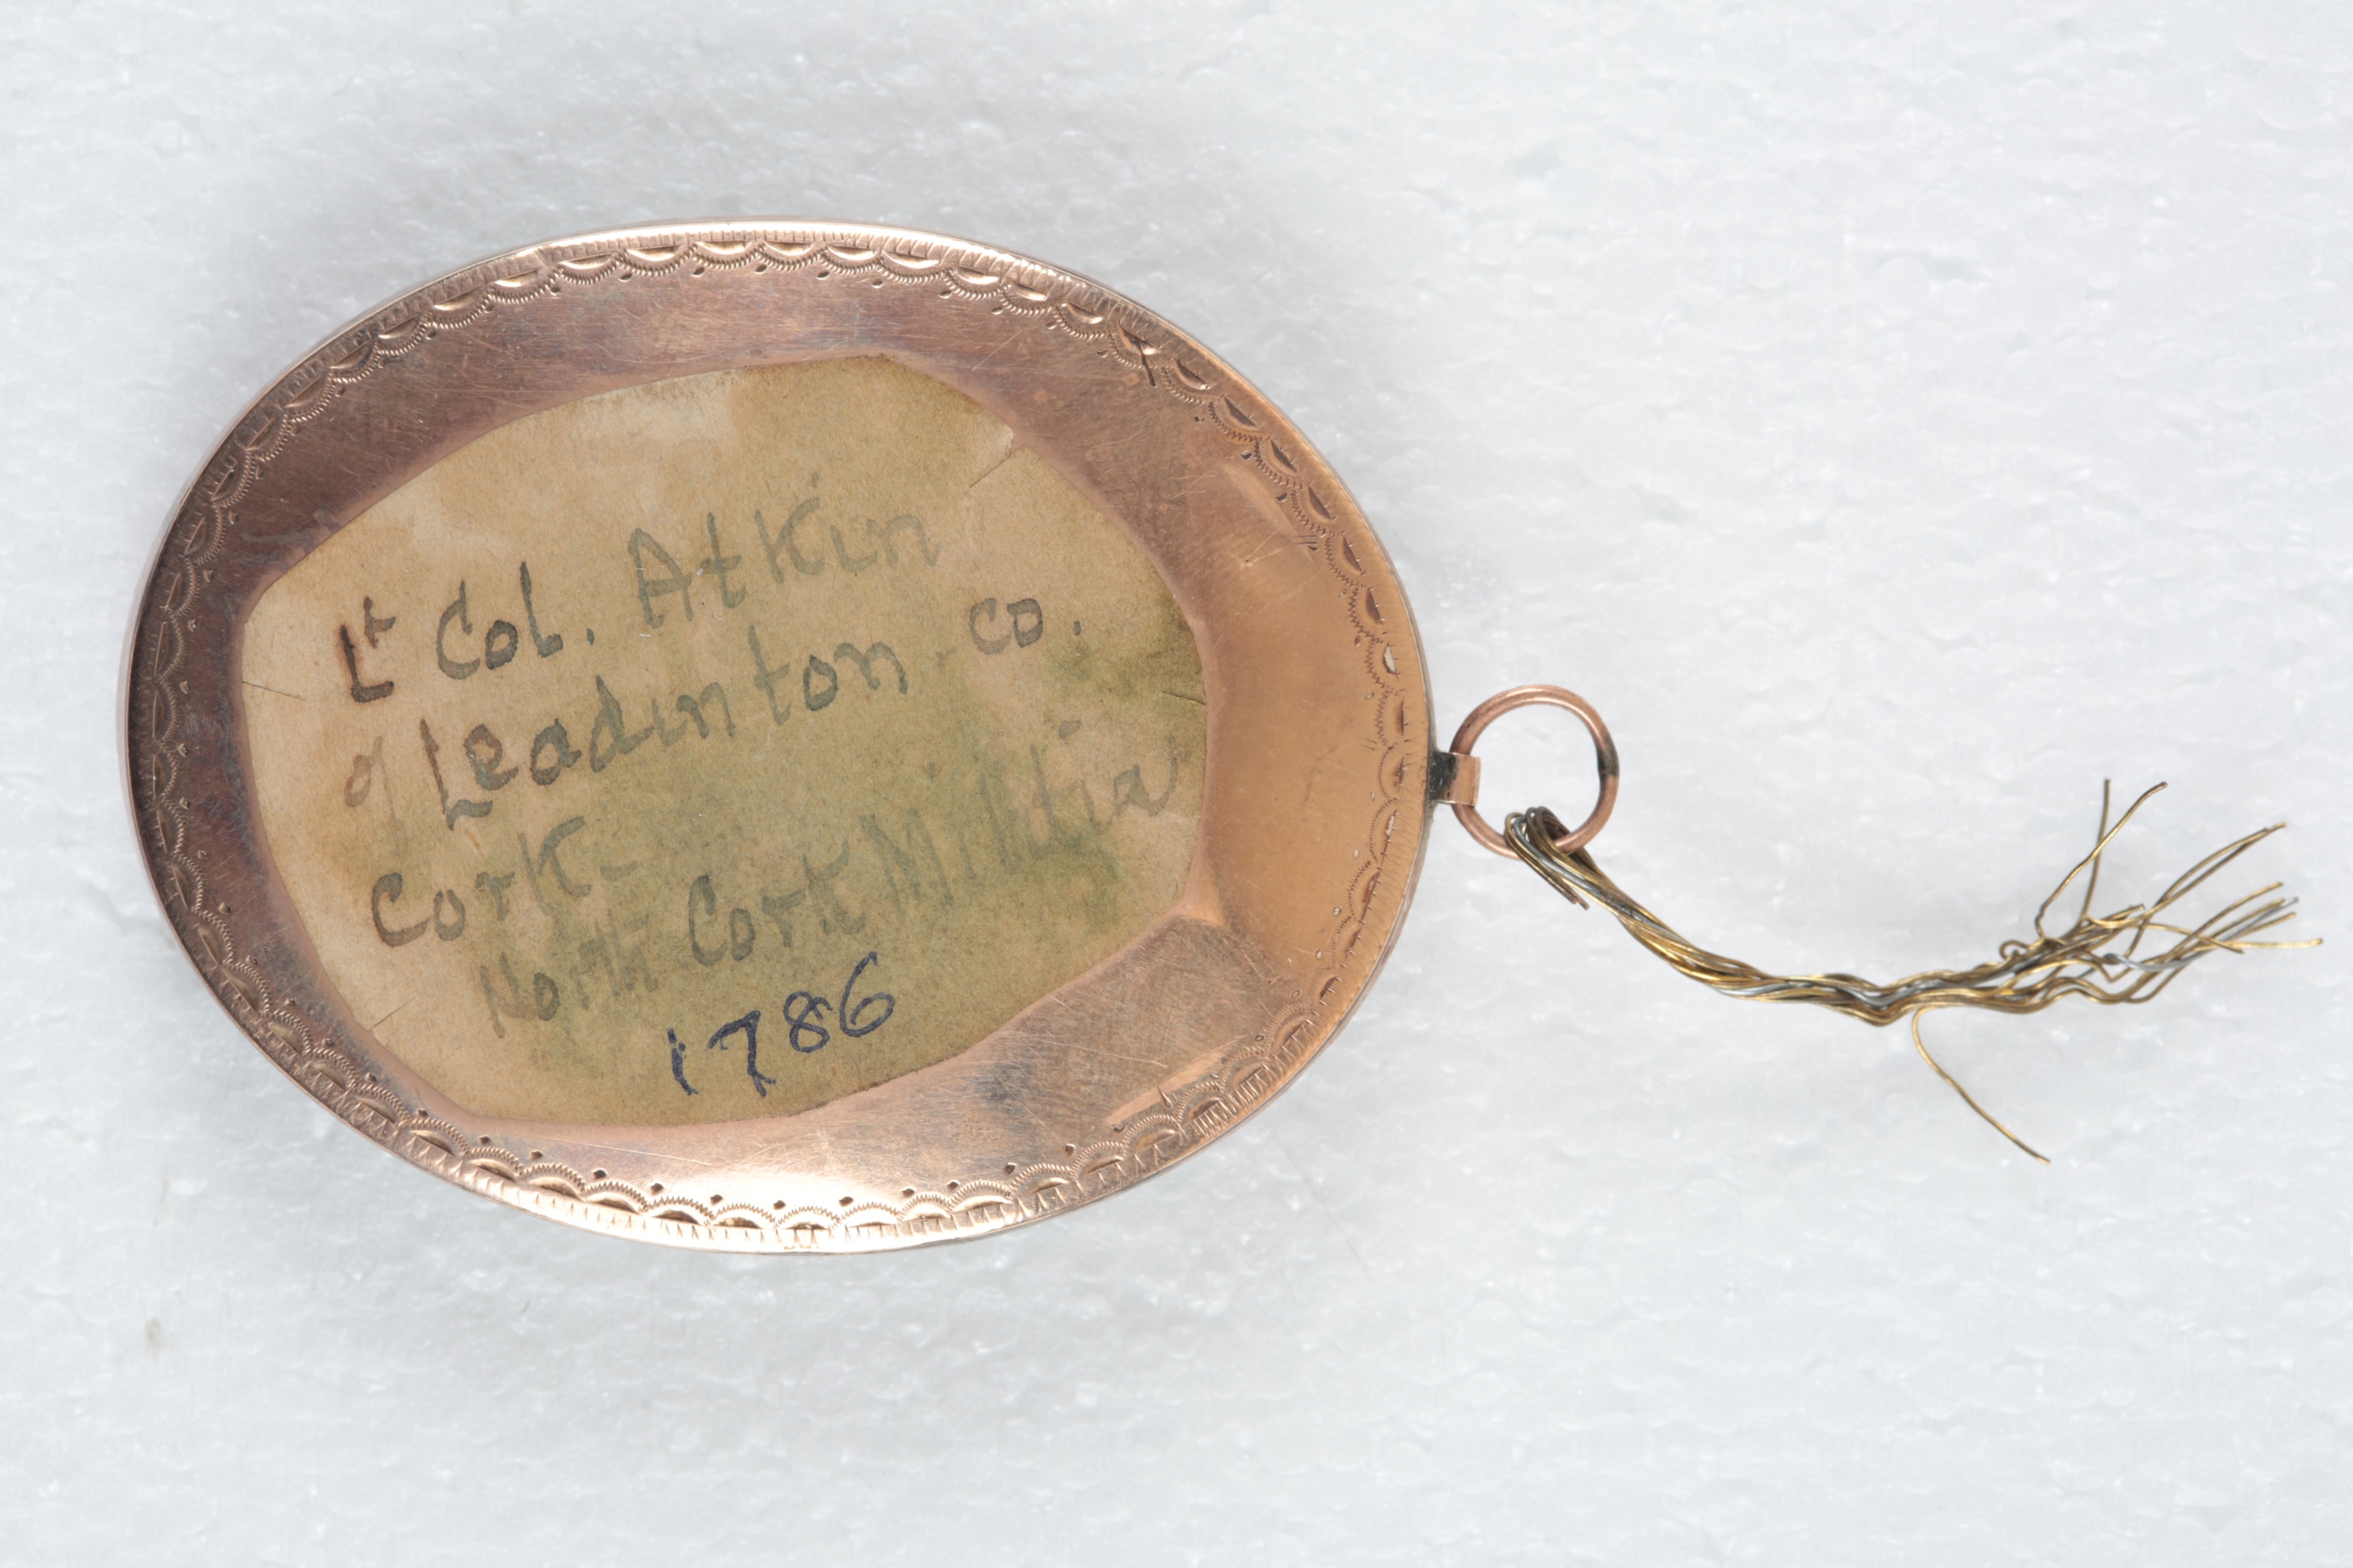 Lt Col. Atkin
of Leadinton co.
Cork-
North Cork Militia
1786